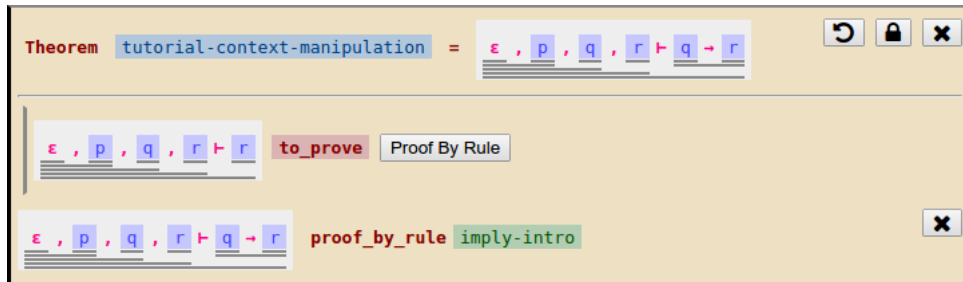 Theorem tutorial-context-manipulation = ε , p , q , r ⊢ q → r
ε , p , q , r ⊢ r to_prove Proof By Rule
ε , p , q , r ⊢ q → r proof_by_rule imply-intro